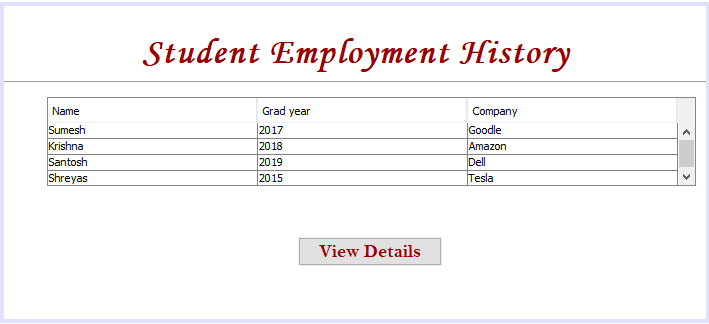 Student Employment History
Name Grad year Company
Sumesh 2017 Goodle
Krishna 2018 Amazon
Santosh 2019 Dell
Shreyas 2015 Tesla
View Details